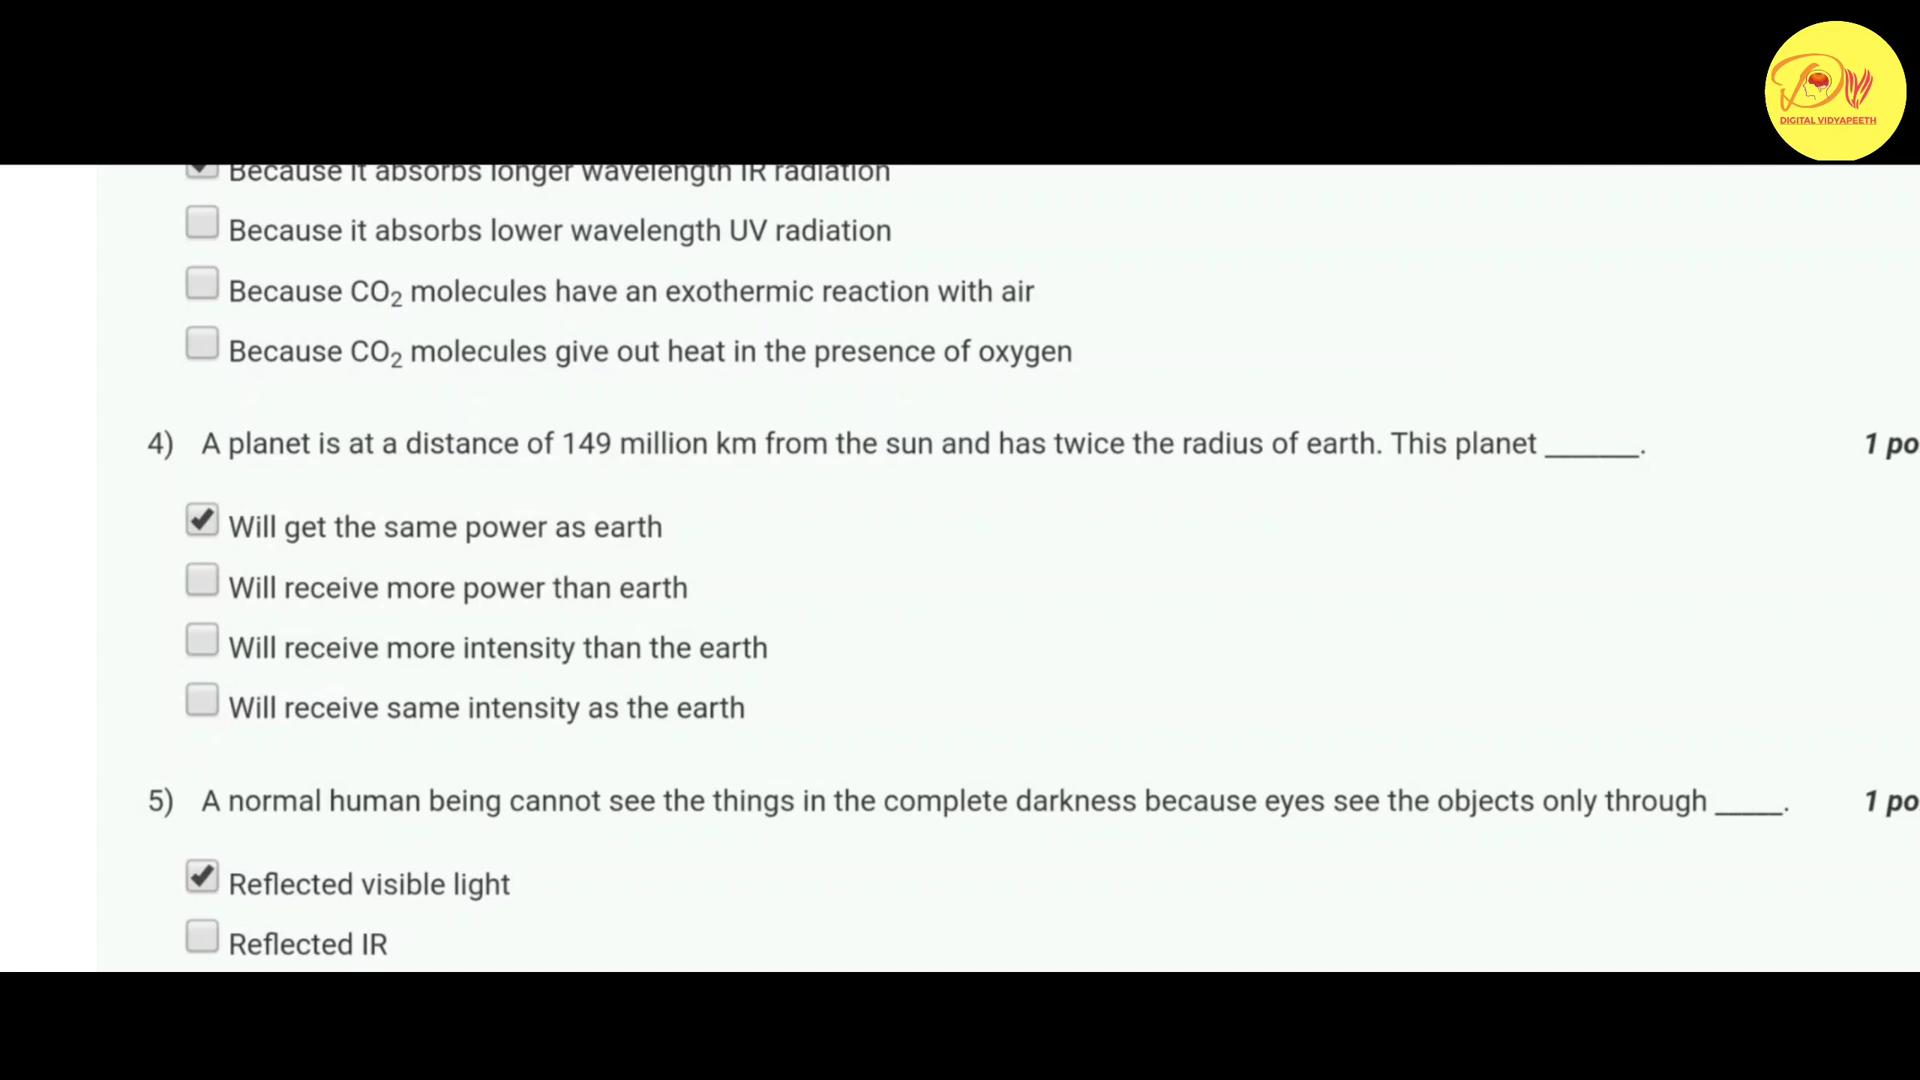 DIGITAL VIDYAPEETH
Because it absorbs longer wavelength IR radiation
Because it absorbs lower wavelength UV radiation
Because CO₂ molecules have an exothermic reaction with air
Because CO₂ molecules give out heat in the presence of oxygen
4) A planet is at a distance of 149 million km from the sun and has twice the radius of earth. This planet ______. 1 po
Will get the same power as earth
Will receive more power than earth
Will receive more intensity than the earth
Will receive same intensity as the earth
5) A normal human being cannot see the things in the complete darkness because eyes see the objects only through ____. 1 po
Reflected visible light
Reflected IR